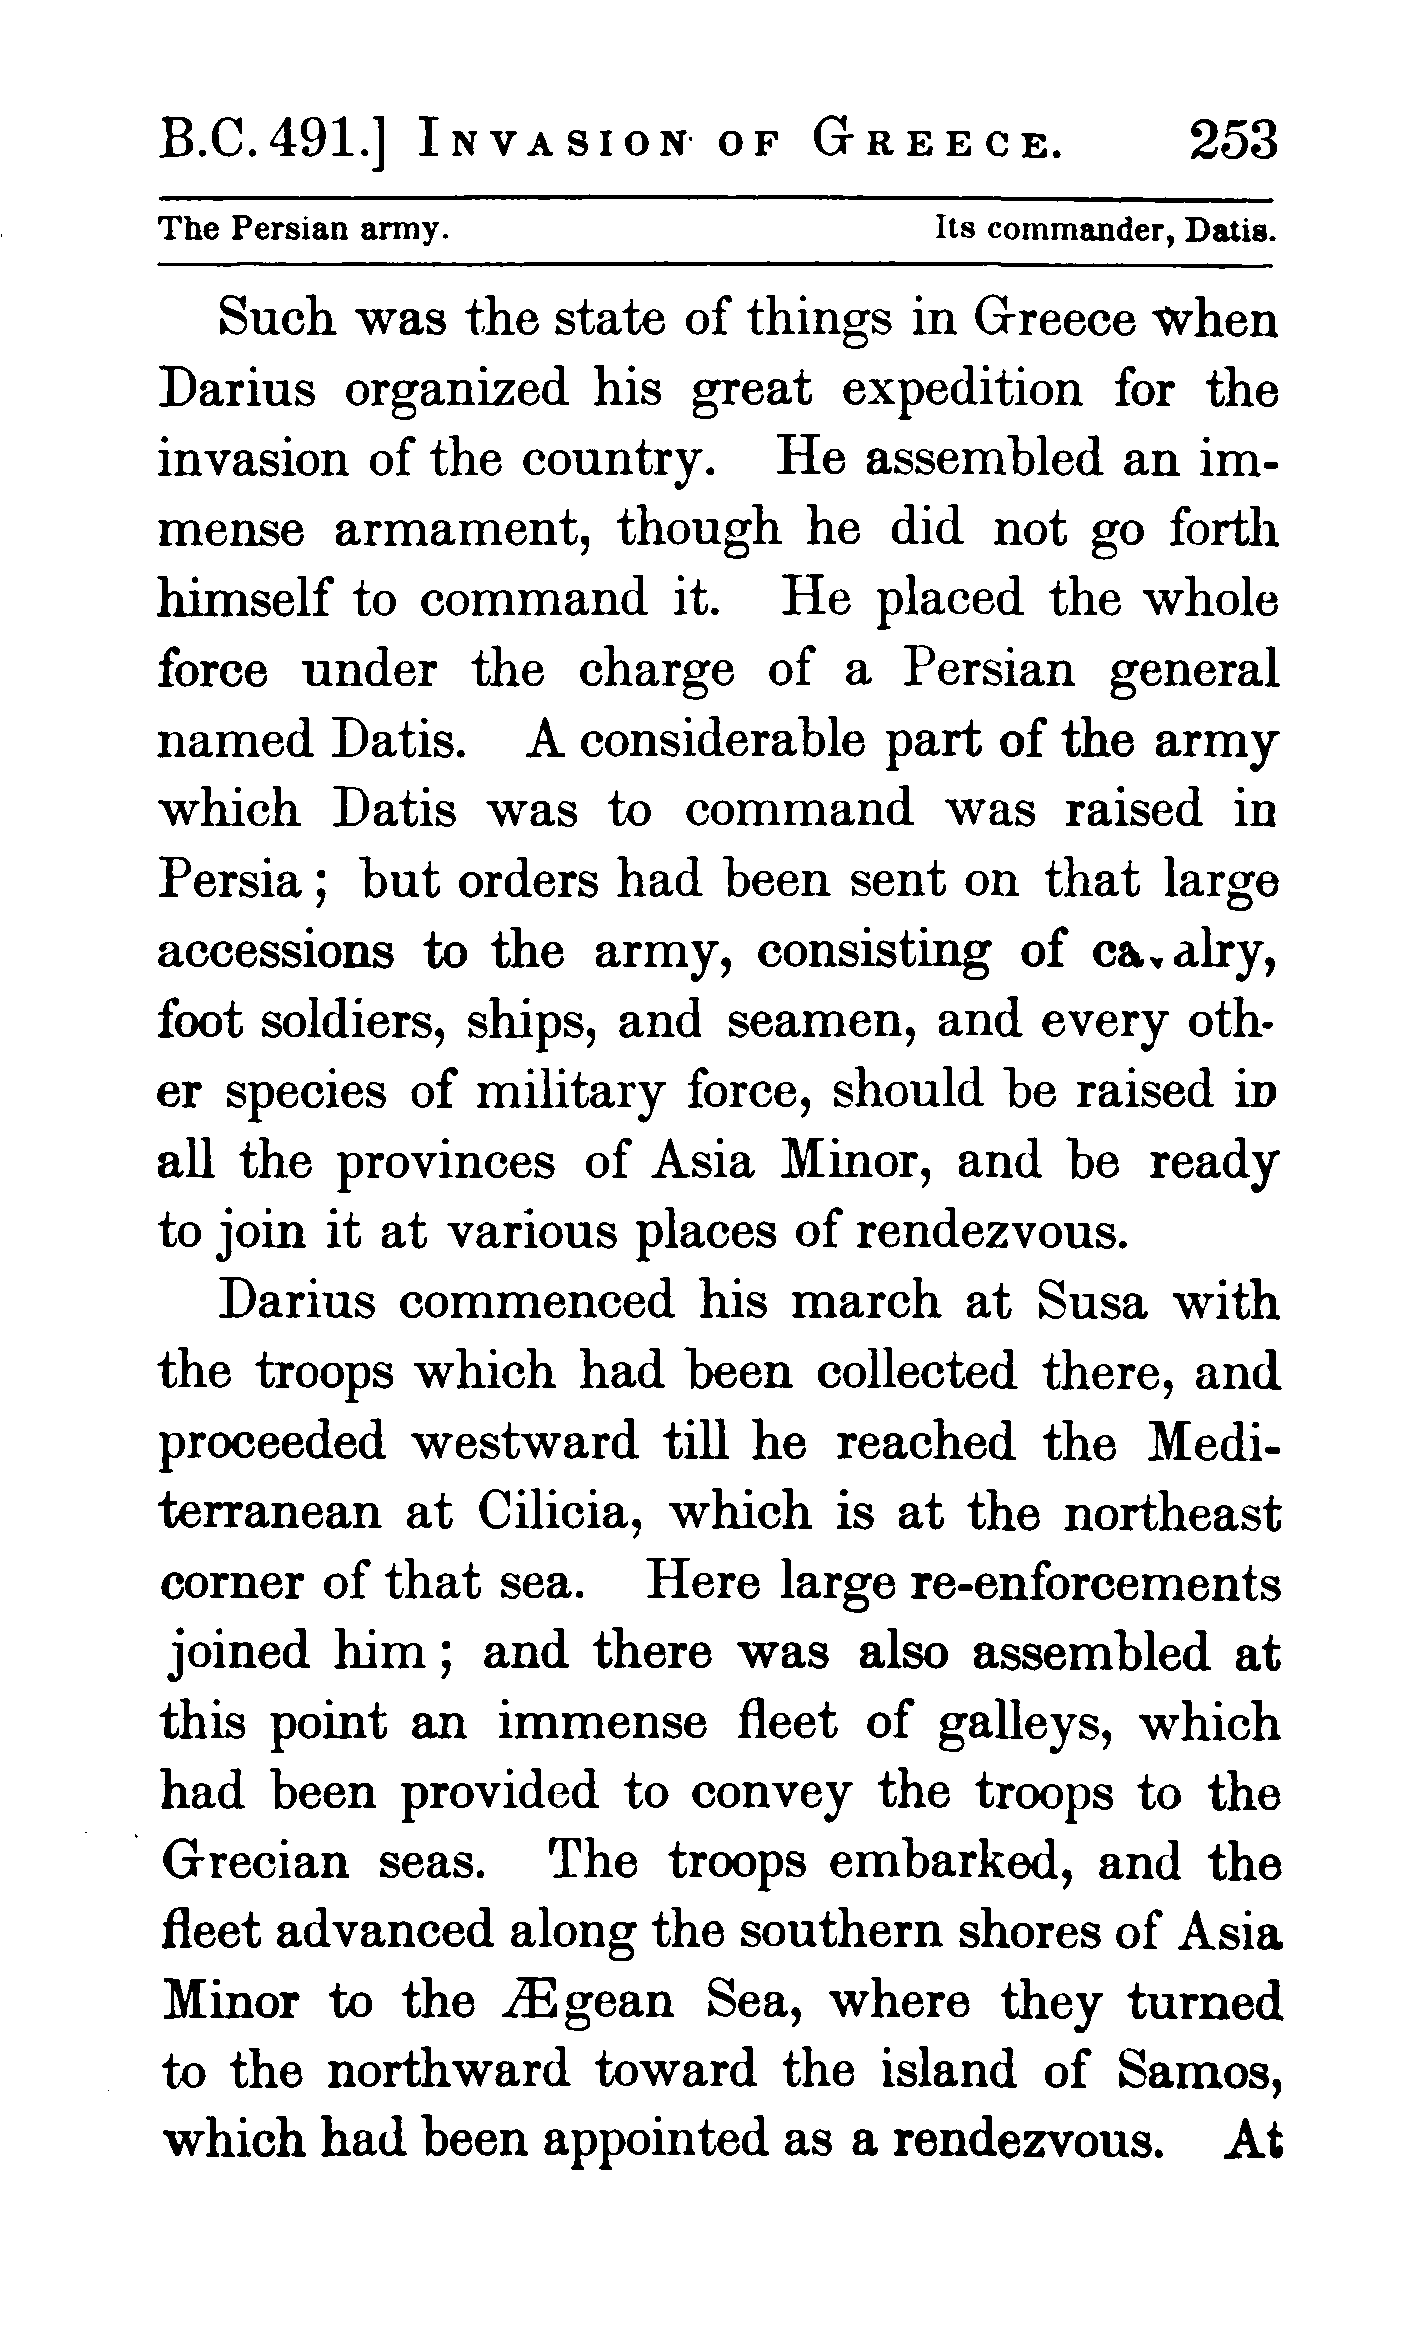 B.C. 491.] INVASION OF GREECE. 253
The Persian army. Its commander, Datis.
Such was the state of things in Greece when
Darius organized his great expedition for the
invasion of the country. He assembled an im-
mense armament, though he did not go forth
himself to command it. He placed the whole
force under the charge of a Persian general
named Datis. A considerable part of the army
which Datis was to command was raised in
Persia; but orders had been sent on that large
accessions to the army, consisting of cavalry,
foot soldiers, ships, and seamen, and every oth-
er species of military force, should be raised in
all the provinces of Asia Minor, and be ready
to join it at various places of rendezvous.
Darius commenced his march at Susa with
the troops which had been collected there, and
proceeded westward till he reached the Medi-
terranean at Cilicia, which is at the northeast
corner of that sea. Here large re-enforcements
joined him; and there was also assembled at
this point an immense fleet of galleys, which
had been provided to convey the troops to the
Grecian seas. The troops embarked, and the
fleet advanced along the southern shores of Asia
Minor to the Ægean Sea, where they turned
to the northward toward the island of Samos,
which had been appointed as a rendezvous. At